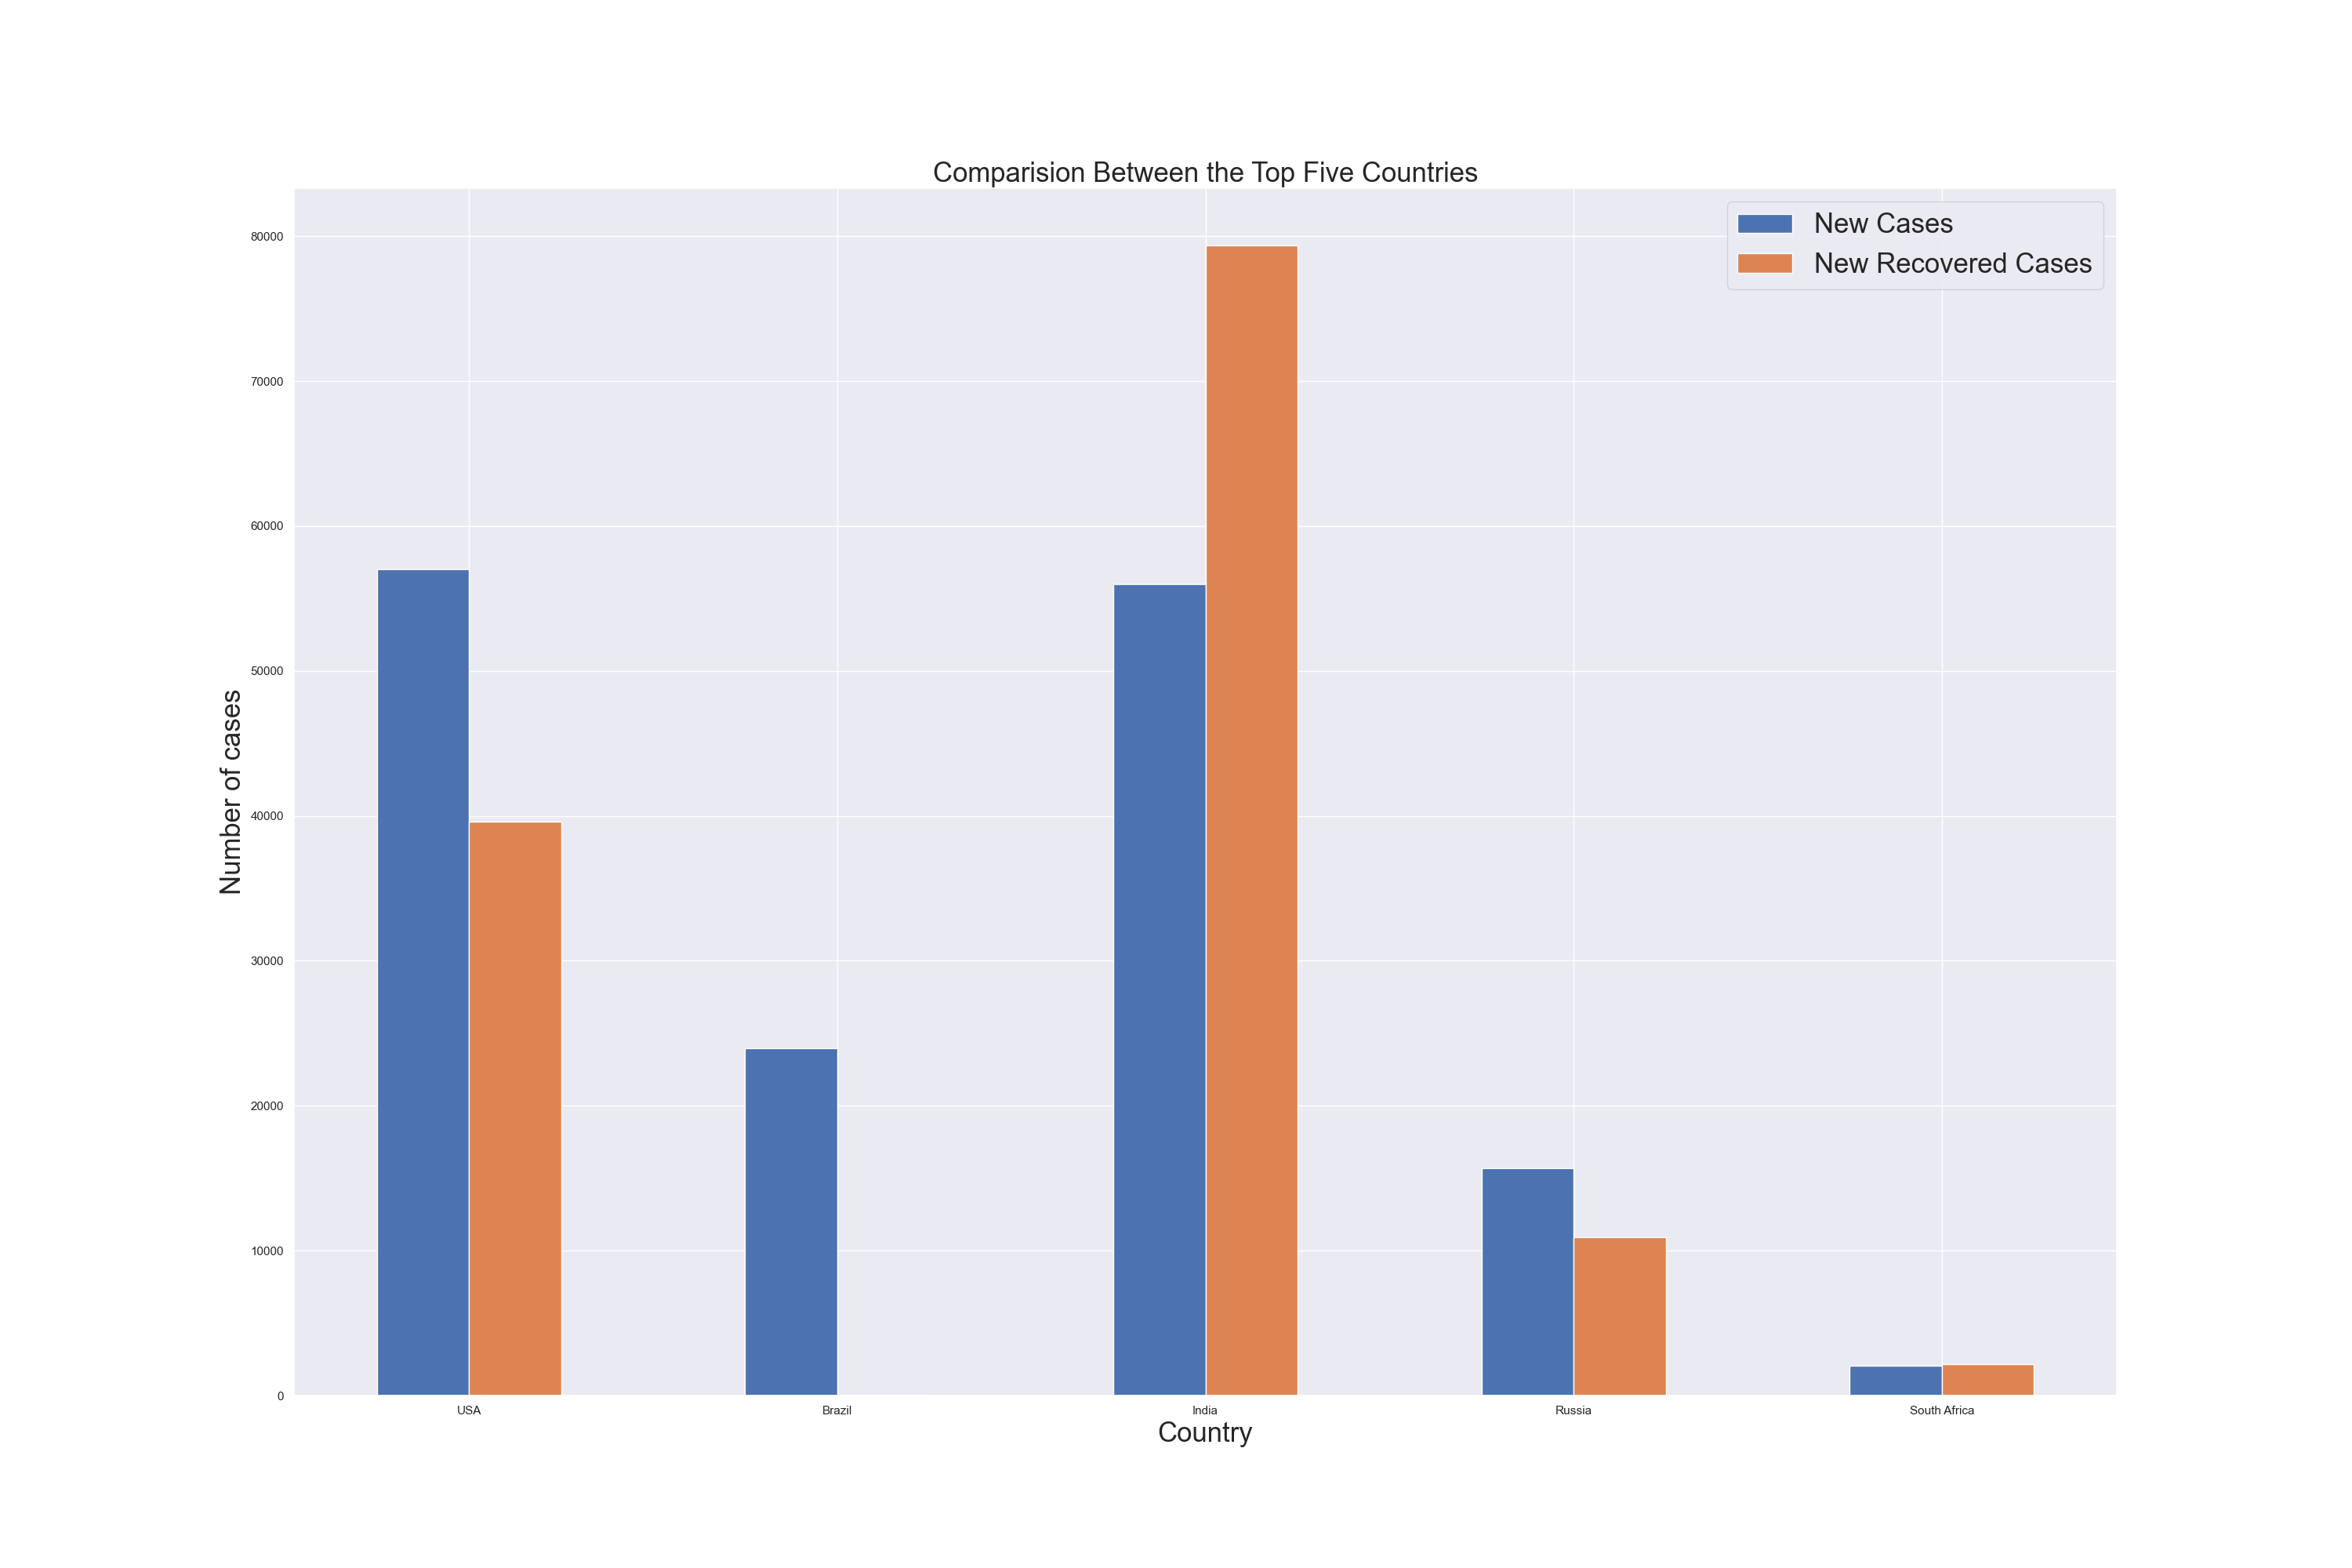 Comparision Between the Top Five Countries
New Cases
New Recovered Cases
80000
70000
60000
50000
40000
30000
20000
10000
0
Number of cases
USA
Brazil
India
Russia
South Africa
Country